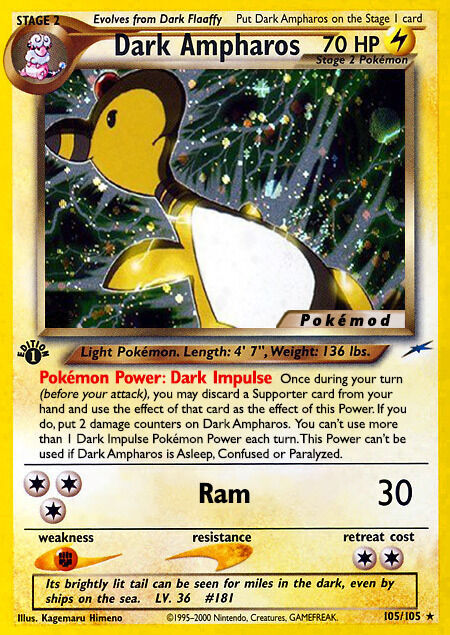 STAGE 2 Evolves from Dark Flaaffy Put Dark Ampharos on the Stage 1 card
Dark Ampharos 70 HP
Stage 2 Pokémon
Pokémod
EDITION
1
Light Pokémon. Length: 4' 7", Weight: 136 lbs.
Pokémon Power: Dark Impulse Once during your turn
(before your attack), you may discard a Supporter card from your
hand and use the effect of that card as the effect of this Power. If you
do, put 2 damage counters on Dark Ampharos. You can't use more
than 1 Dark Impulse Pokémon Power each turn. This Power can't be
used if Dark Ampharos is Asleep, Confused or Paralyzed.
Ram 30
weakness resistance retreat cost
Its brightly lit tail can be seen for miles in the dark, even by
ships on the sea. LV. 36 #181
Illus. Kagemaru Himeno ©1995-2000 Nintendo, Creatures, GAMEFREAK. 105/105